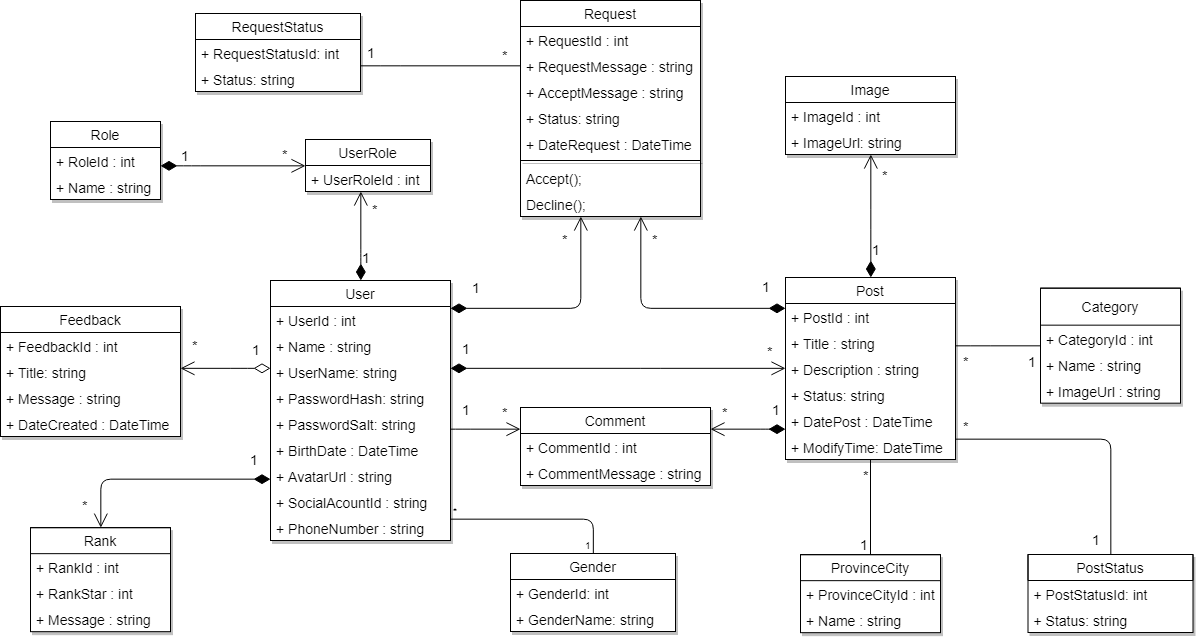 Request
+ RequestId : int
+ RequestMessage : string
+ AcceptMessage : string
+ Status: string
+ DateRequest : DateTime
Accept();
Decline();
RequestStatus
+ RequestStatusId: int
+ Status: string
1
*
Image
+ ImageId : int
+ ImageUrl: string
Role
+ RoleId : int
+ Name : string
1
*
UserRole
+ UserRoleId : int
*
1
*
1
*
1
*
1
User
+ UserId : int
+ Name : string
+ UserName: string
+ PasswordHash: string
+ PasswordSalt: string
+ BirthDate : DateTime
+ AvatarUrl : string
+ SocialAcountId : string
+ PhoneNumber : string
Post
+ PostId : int
+ Title : string
+ Description : string
+ Status: string
+ DatePost : DateTime
+ ModifyTime: DateTime
Category
+ CategoryId : int
+ Name : string
+ ImageUrl : string
*
1
Feedback
+ FeedbackId : int
+ Title: string
+ Message : string
+ DateCreated : DateTime
*
1
1
*
1
*
*
1
Comment
+ CommentId : int
+ CommentMessage : string
*
1
1
*
Rank
+ RankId : int
+ RankStar : int
+ Message : string
*
1
Gender
+ GenderId: int
+ GenderName: string
*
1
ProvinceCity
+ ProvinceCityId : int
+ Name : string
*
1
PostStatus
+ PostStatusId: int
+ Status: string